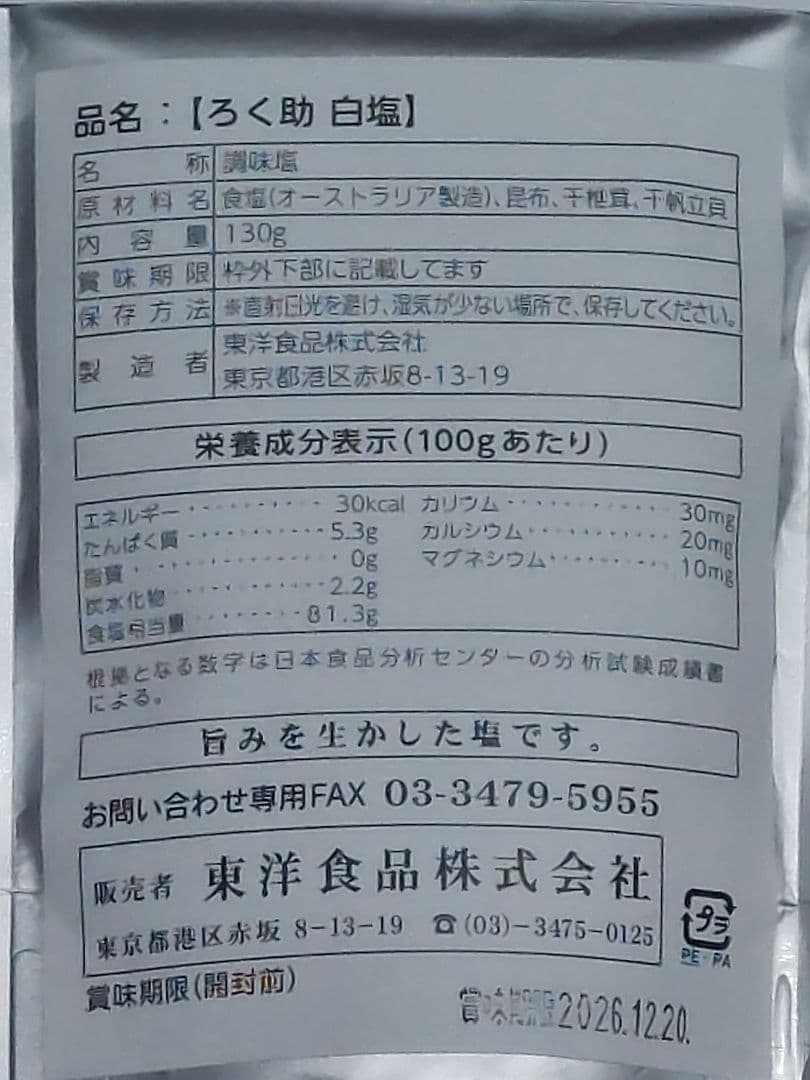 品名：【ろく助 白塩】
名称 調味塩
原材料名 食塩(オーストラリア製造)、昆布、干椎茸、干帆立貝
内容量 130g
賞味期限 枠外下部に記載してます
保存方法 ※直射日光を避け、湿気が少ない場所で、保存してください。
製造者 東洋食品株式会社
東京都港区赤坂8-13-19
栄養成分表示(100gあたり)
エネルギー・・・・・・・・・・30kcal カリウム・・・・・・・・・・・・30mg
たんぱく質・・・・・・・・・・5.3g カルシウム・・・・・・・・・・20mg
脂質・・・・・・・・・・・・・0g マグネシウム・・・・・・・・・10mg
炭水化物・・・・・・・・・・2.2g
食塩相当量・・・・・・・・81.3g
根拠となる数字は日本食品分析センターの分析試験成績書
による。
旨みを生かした塩です。
お問い合わせ専用FAX 03-3479-5955
販売者 東洋食品株式会社
東京都港区赤坂 8-13-19 ☎(03)-3475-0125
プラ
PE・PA
賞味期限(開封前)
賞味期限2026.12.20.